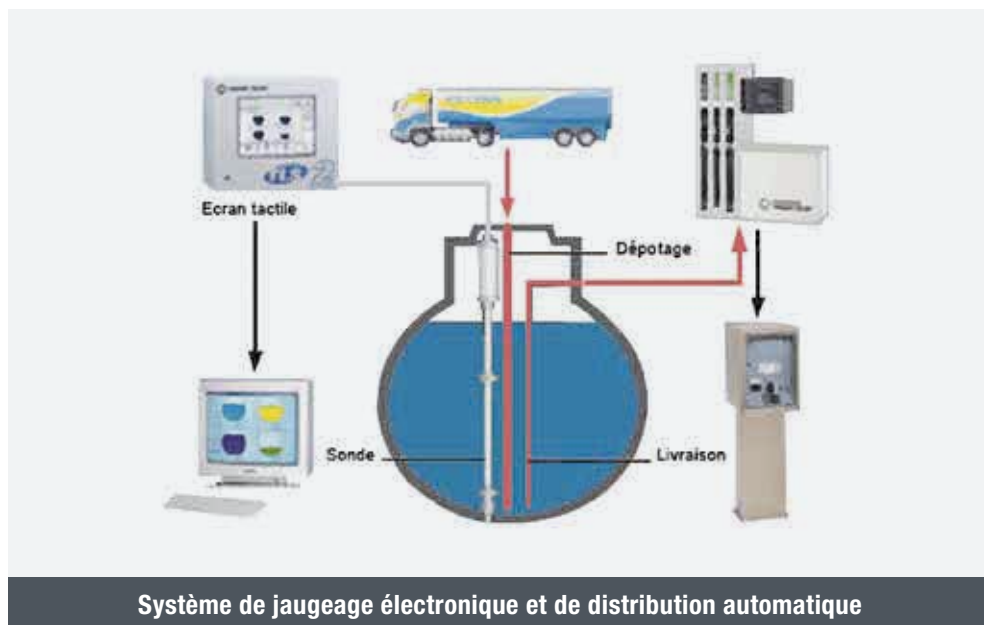 Ecran tactile
Dépotage
Sonde
Livraison
Système de jaugeage électronique et de distribution automatique